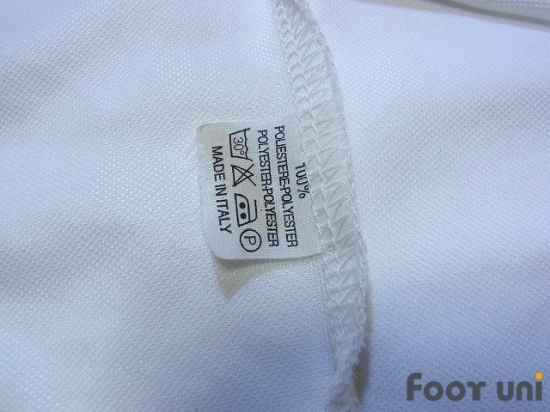 100%
POLIESTERE-POLYESTER
POLYESTER-POLYESTER
30°
P
MADE IN ITALY
FOOT UNI